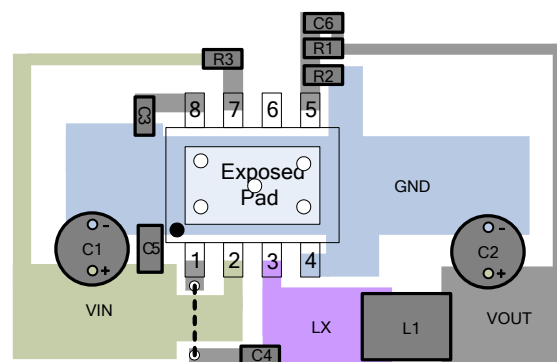 C6
R1
R3
R2
8 7 6 5
C3
Exposed
Pad
GND
- -
C1 C5 C2
+ +
1 2 3 4
VIN LX L1 VOUT
C4